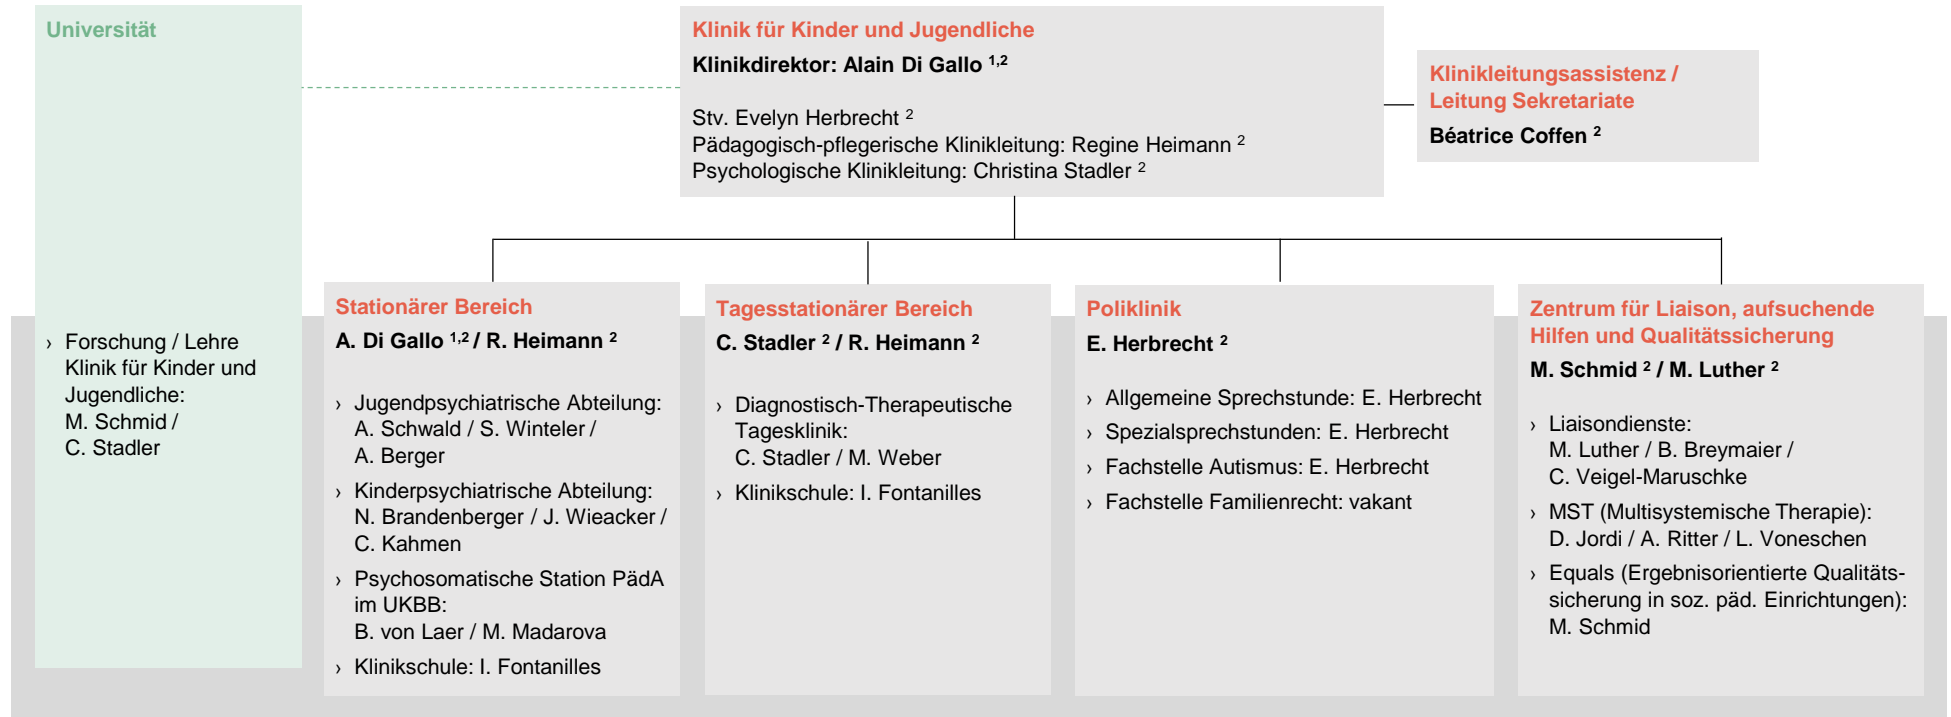 Universität
› Forschung / Lehre
Klinik für Kinder und
Jugendliche:
M. Schmid /
C. Stadler
Klinik für Kinder und Jugendliche
Klinikdirektor: Alain Di Gallo 1,2
Stv. Evelyn Herbrecht 2
Pädagogisch-pflegerische Klinikleitung: Regine Heimann 2
Psychologische Klinikleitung: Christina Stadler 2
Klinikleitungsassistenz /
Leitung Sekretariate
Béatrice Coffen 2
Stationärer Bereich
A. Di Gallo 1,2 / R. Heimann 2
› Jugendpsychiatrische Abteilung:
A. Schwald / S. Winteler /
A. Berger
› Kinderpsychiatrische Abteilung:
N. Brandenberger / J. Wieacker /
C. Kahmen
› Psychosomatische Station PädA
im UKBB:
B. von Laer / M. Madarova
› Klinikschule: I. Fontanilles
Tagesstationärer Bereich
C. Stadler 2 / R. Heimann 2
› Diagnostisch-Therapeutische
Tagesklinik:
C. Stadler / M. Weber
› Klinikschule: I. Fontanilles
Poliklinik
E. Herbrecht 2
› Allgemeine Sprechstunde: E. Herbrecht
› Spezialsprechstunden: E. Herbrecht
› Fachstelle Autismus: E. Herbrecht
› Fachstelle Familienrecht: vakant
Zentrum für Liaison, aufsuchende
Hilfen und Qualitätssicherung
M. Schmid 2 / M. Luther 2
› Liaisondienste:
M. Luther / B. Breymaier /
C. Veigel-Maruschke
› MST (Multisystemische Therapie):
D. Jordi / A. Ritter / L. Voneschen
› Equals (Ergebnisorientierte Qualitäts-
sicherung in soz. päd. Einrichtungen):
M. Schmid